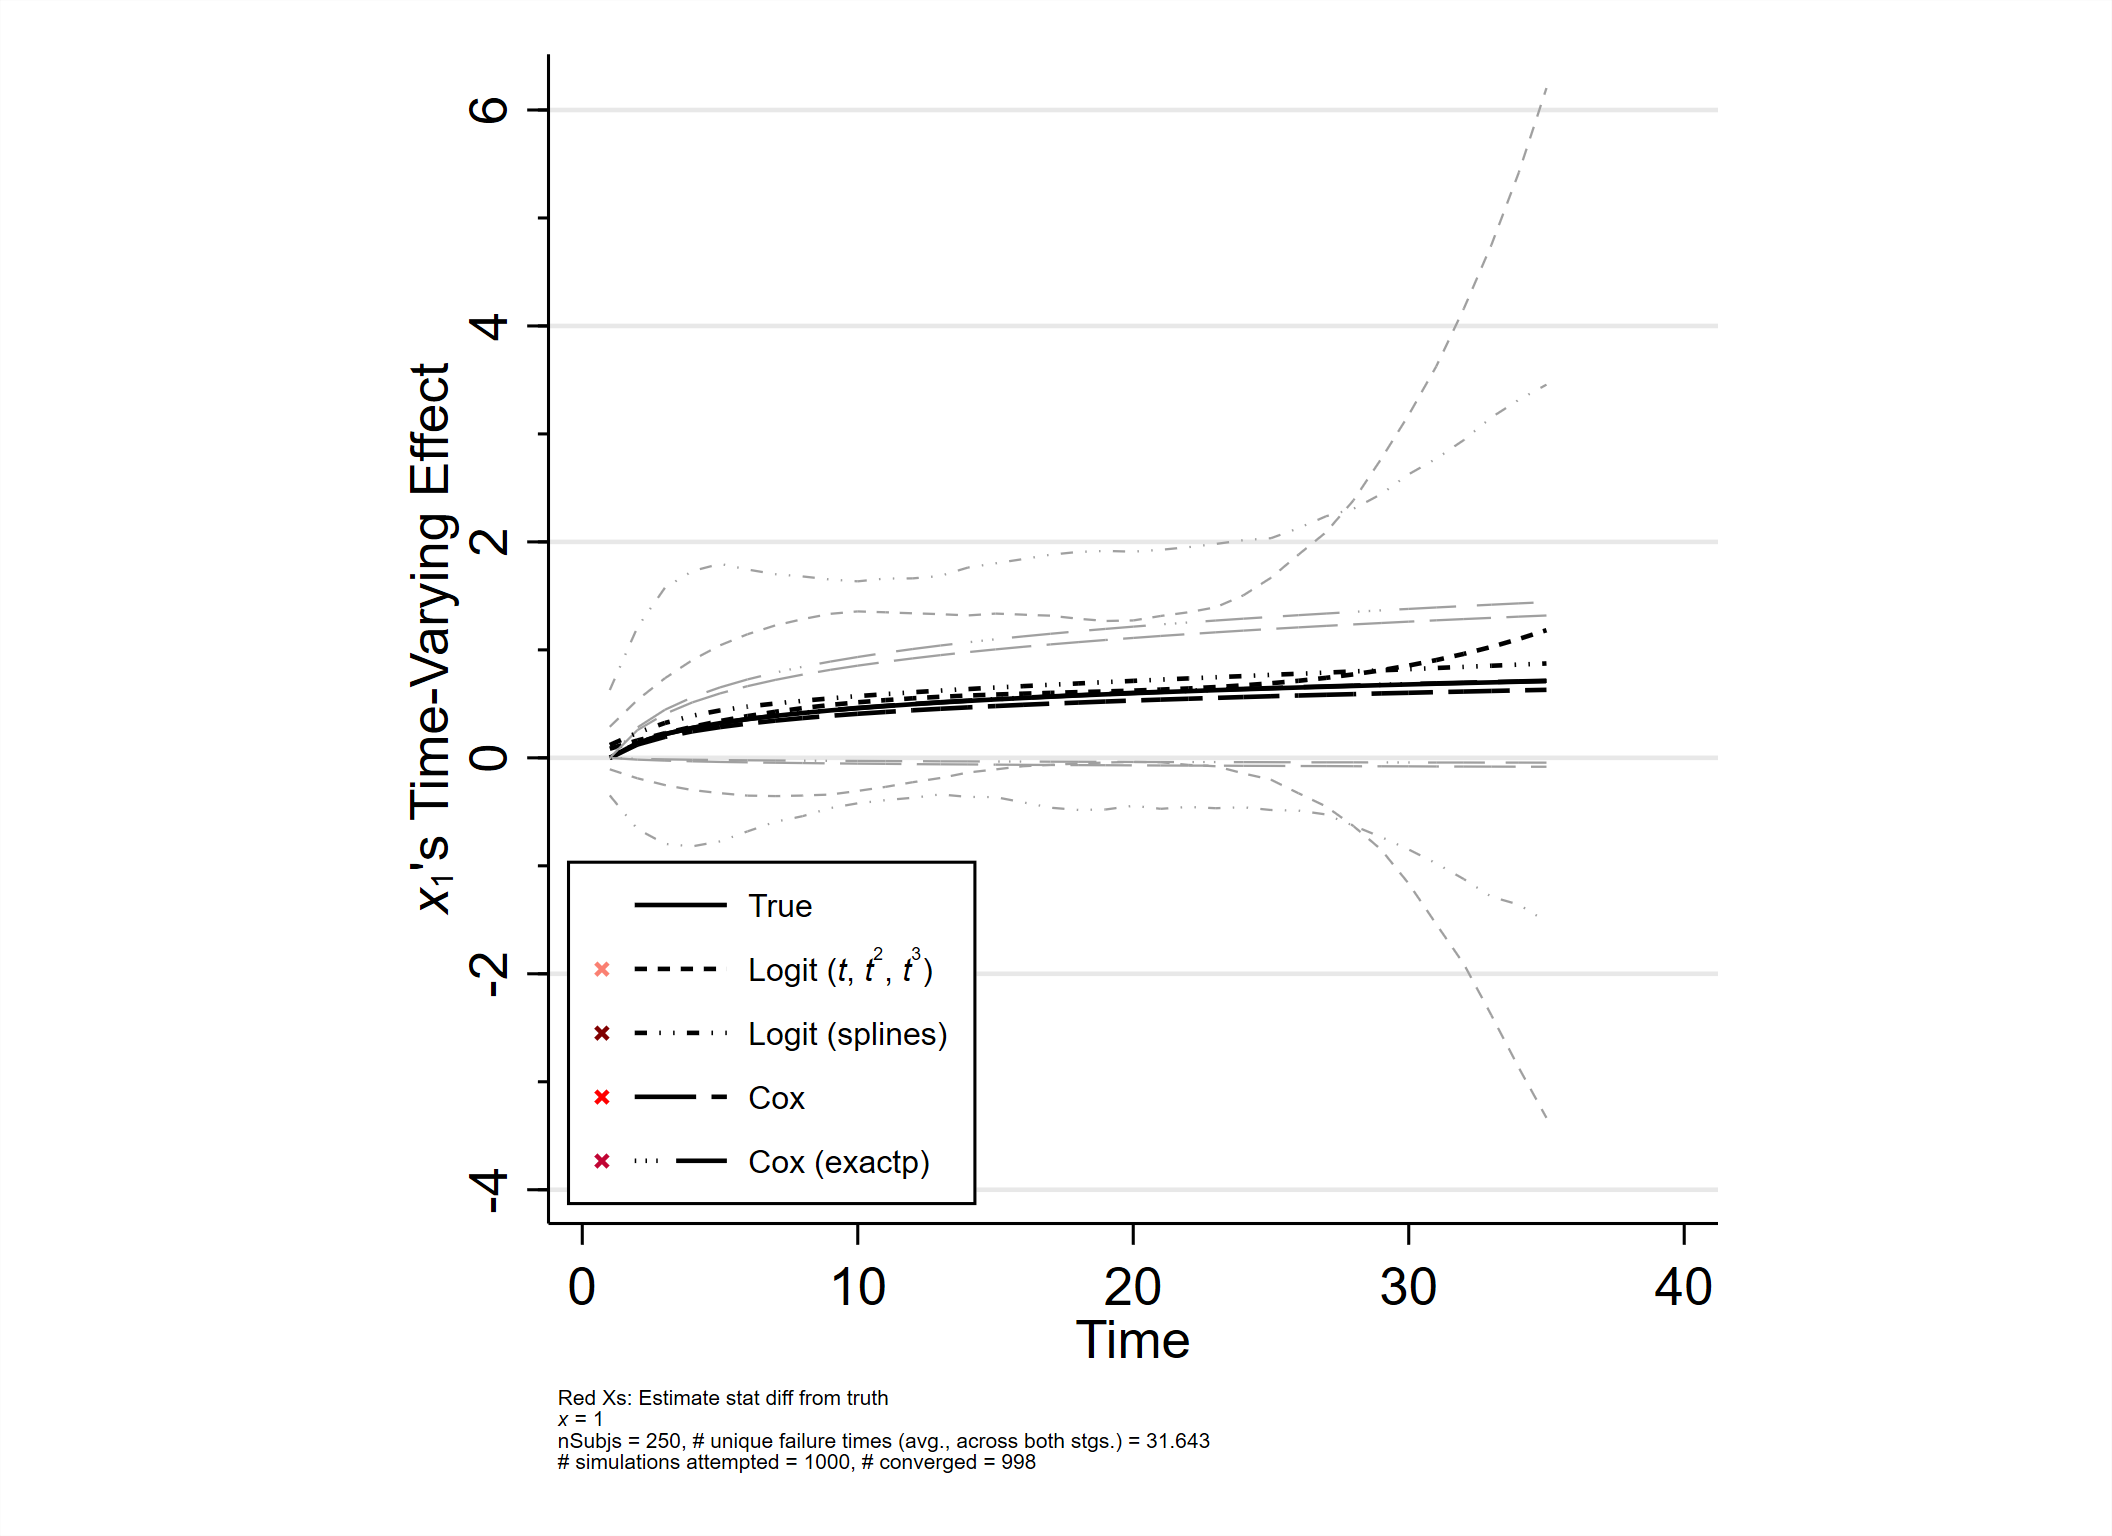 6
4
2
0
-2
-4
x₁'s Time-Varying Effect
True
Logit (t, t², t³)
Logit (splines)
Cox
Cox (exactp)
0 10 20 30 40
Time
Red Xs: Estimate stat diff from truth
x = 1
nSubjs = 250, # unique failure times (avg., across both stgs.) = 31.643
# simulations attempted = 1000, # converged = 998